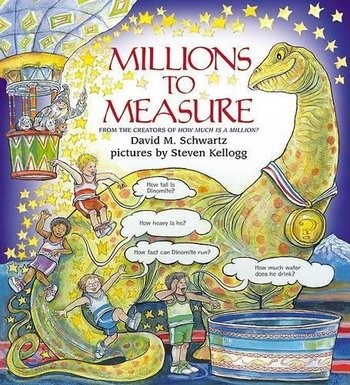 MILLIONS
TO
MEASURE
FROM THE CREATORS OF HOW MUCH IS A MILLION?
David M. Schwartz
pictures by Steven Kellogg
How tall is
Dinomite?
How heavy is he?
How fast can Dinomite run?
How much water
does he drink?